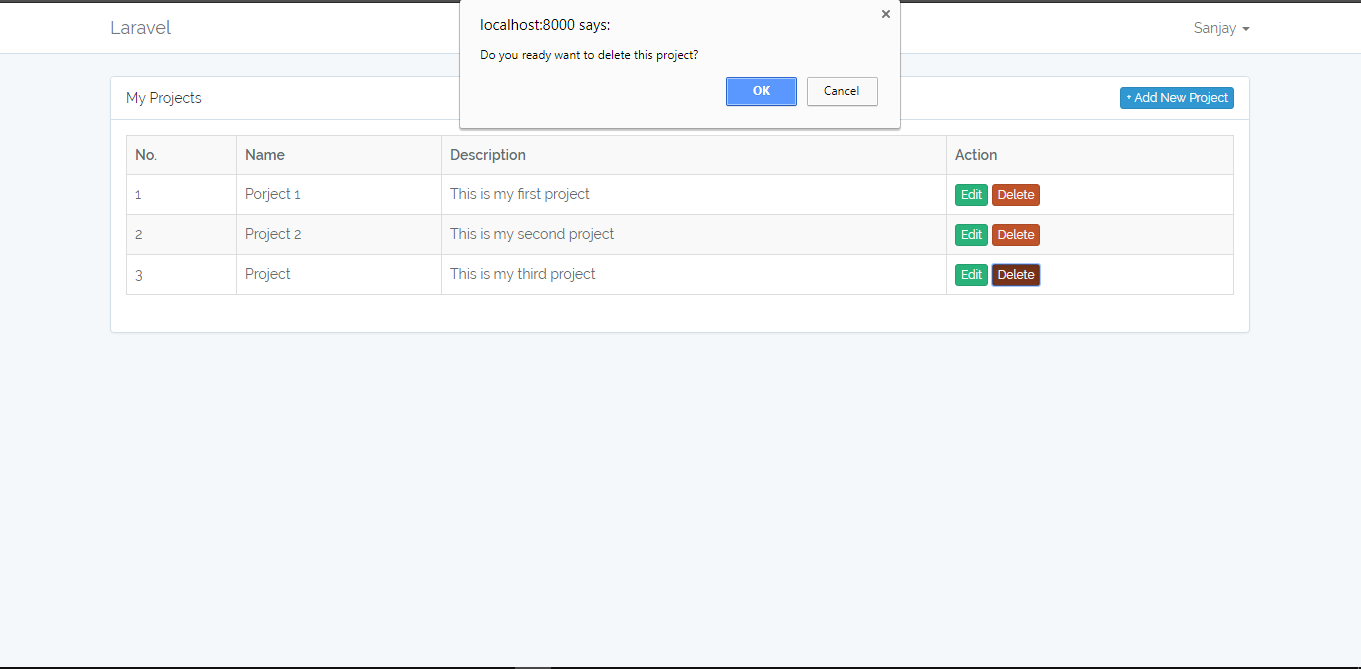 Laravel
localhost:8000 says:
Do you ready want to delete this project?
OK Cancel
Sanjay
My Projects
+ Add New Project
No. Name Description Action
1 Porject 1 This is my first project Edit Delete
2 Project 2 This is my second project Edit Delete
3 Project This is my third project Edit Delete